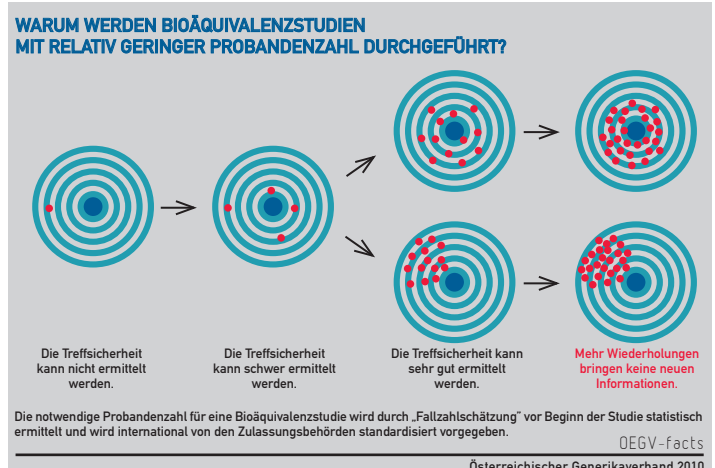 WARUM WERDEN BIOÄQUIVALENZSTUDIEN
MIT RELATIV GERINGER PROBANDENZAHL DURCHGEFÜHRT?
Die Treffsicherheit
kann nicht ermittelt
werden.
Die Treffsicherheit
kann schwer ermittelt
werden.
Die Treffsicherheit kann
sehr gut ermittelt
werden.
Mehr Wiederholungen
bringen keine neuen
Informationen.
Die notwendige Probandenzahl für eine Bioäquivalenzstudie wird durch „Fallzahlschätzung" vor Beginn der Studie statistisch
ermittelt und wird international von den Zulassungsbehörden standardisiert vorgegeben.
OEGV-facts
Österreichischer Generikaverband 2010